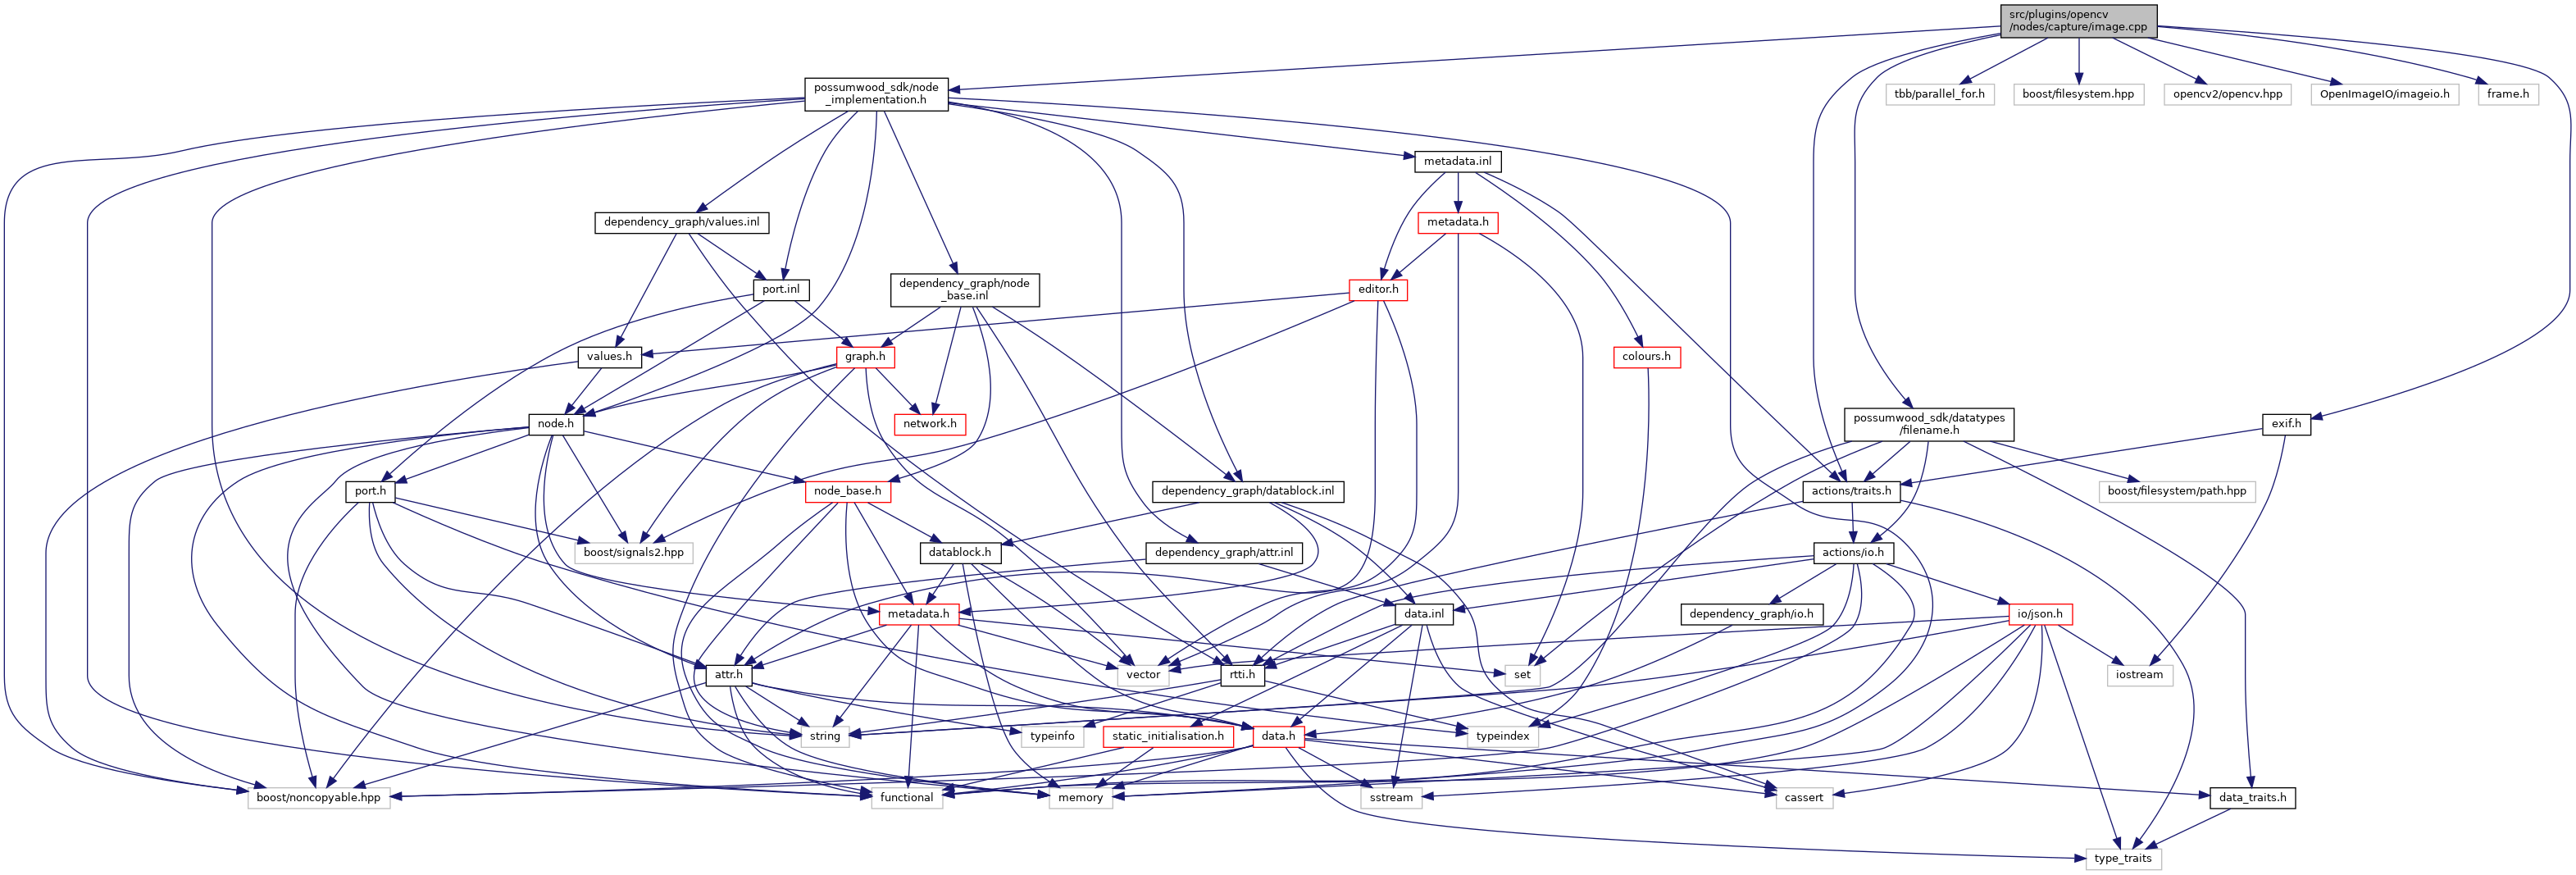 src/plugins/opencv
/nodes/capture/image.cpp
possumwood_sdk/node
_implementation.h
tbb/parallel_for.h
boost/filesystem.hpp
opencv2/opencv.hpp
OpenImageIO/imageio.h
frame.h
metadata.inl
dependency_graph/values.inl
metadata.h
port.inl
dependency_graph/node
_base.inl
editor.h
values.h
graph.h
colours.h
node.h
network.h
possumwood_sdk/datatypes
/filename.h
exif.h
port.h
node_base.h
dependency_graph/datablock.inl
actions/traits.h
boost/filesystem/path.hpp
boost/signals2.hpp
datablock.h
dependency_graph/attr.inl
actions/io.h
metadata.h
data.inl
dependency_graph/io.h
io/json.h
attr.h
vector
rtti.h
set
iostream
string
typeinfo
static_initialisation.h
data.h
typeindex
boost/noncopyable.hpp
functional
memory
sstream
cassert
data_traits.h
type_traits